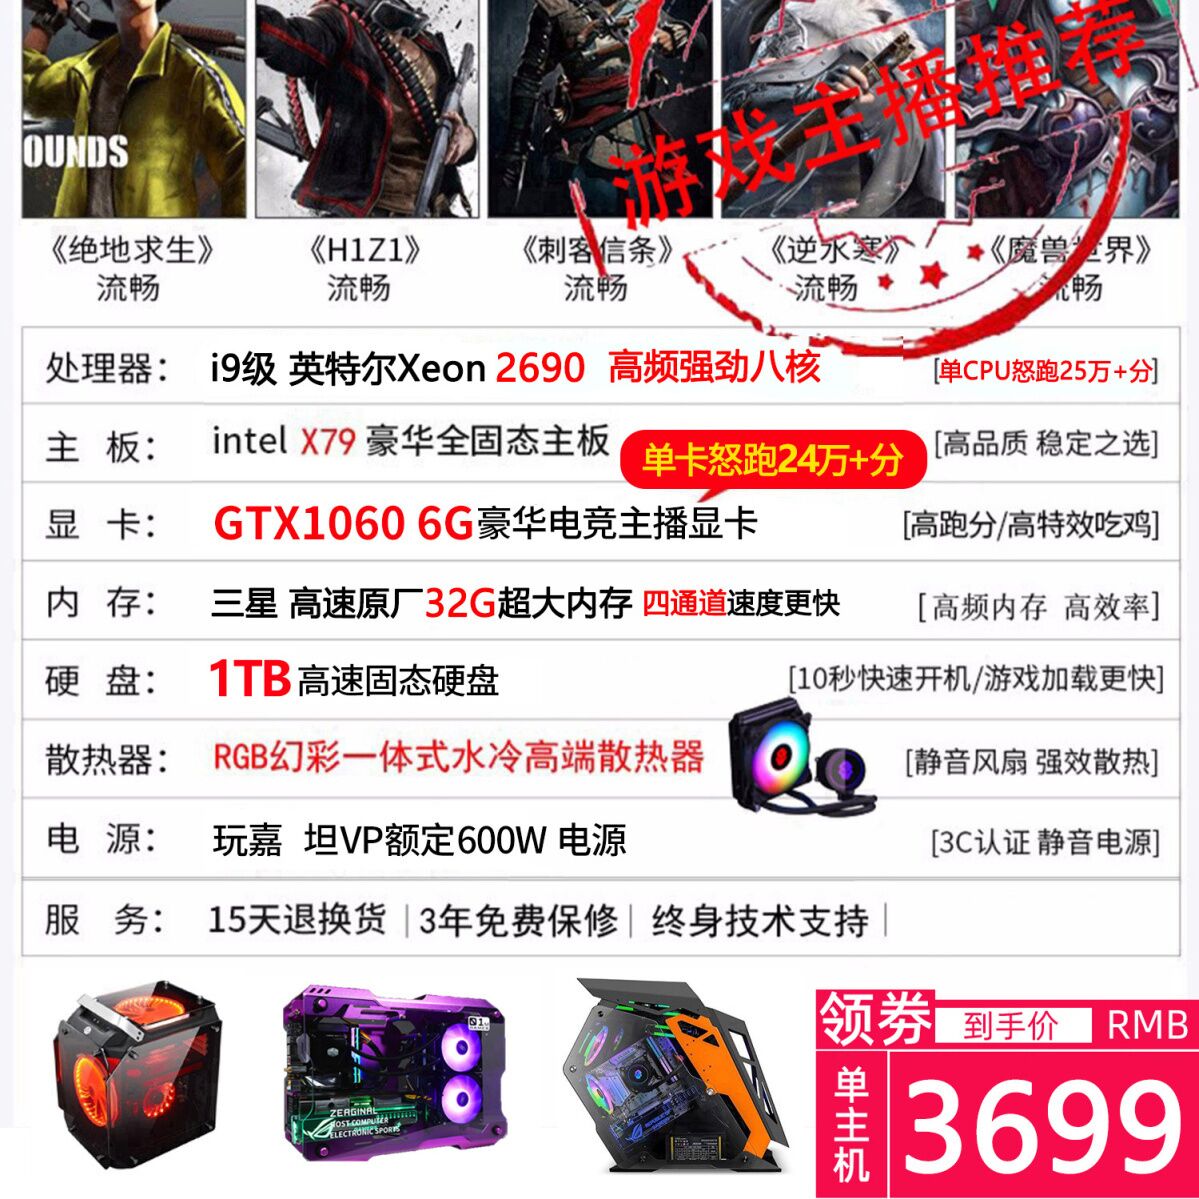 OUNDS
游戏主播推荐
《绝地求生》
流畅
《H1Z1》
流畅
《刺客信条》
流畅
《逆水寒》
流畅
《魔兽世界》
流畅
处理器： i9级 英特尔Xeon 2690 高频强劲八核 [单CPU怒跑25万+分]
主 板： intel X79 豪华全固态主板 [高品质 稳定之选]
单卡怒跑24万+分
显 卡： GTX1060 6G豪华电竞主播显卡 [高跑分/高特效吃鸡]
内 存： 三星 高速原厂32G超大内存 四通道速度更快 [高频内存 高效率]
硬 盘： 1TB高速固态硬盘 [10秒快速开机/游戏加载更快]
散热器： RGB幻彩一体式水冷高端散热器 [静音风扇 强效散热]
电 源： 玩嘉 坦VP额定600W 电源 [3C认证 静音电源]
服 务： 15天退换货|3年免费保修| 终身技术支持|
ZEAGINAL
HOST COMPUTER
ELECTRONIC SPORTS
领券 到手价 RMB
单主机 3699